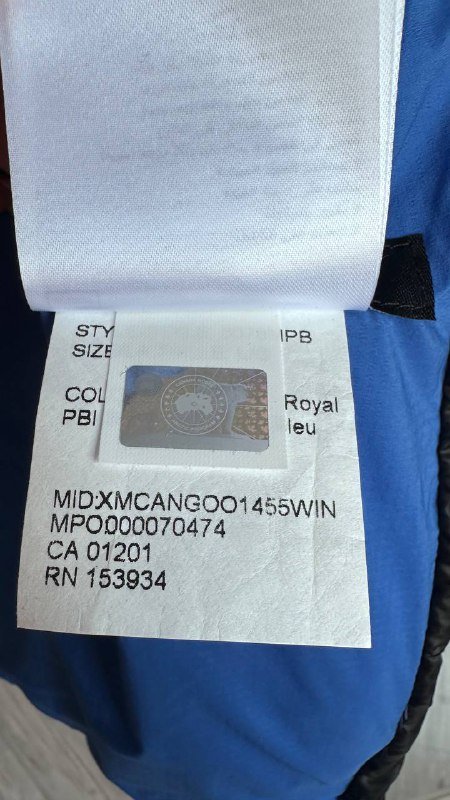 STY
IPB
SIZE
COL
Royal
PBI
leu
MID:XMCANGOO1455WIN
MPO:000070474
CA 01201
RN 153934